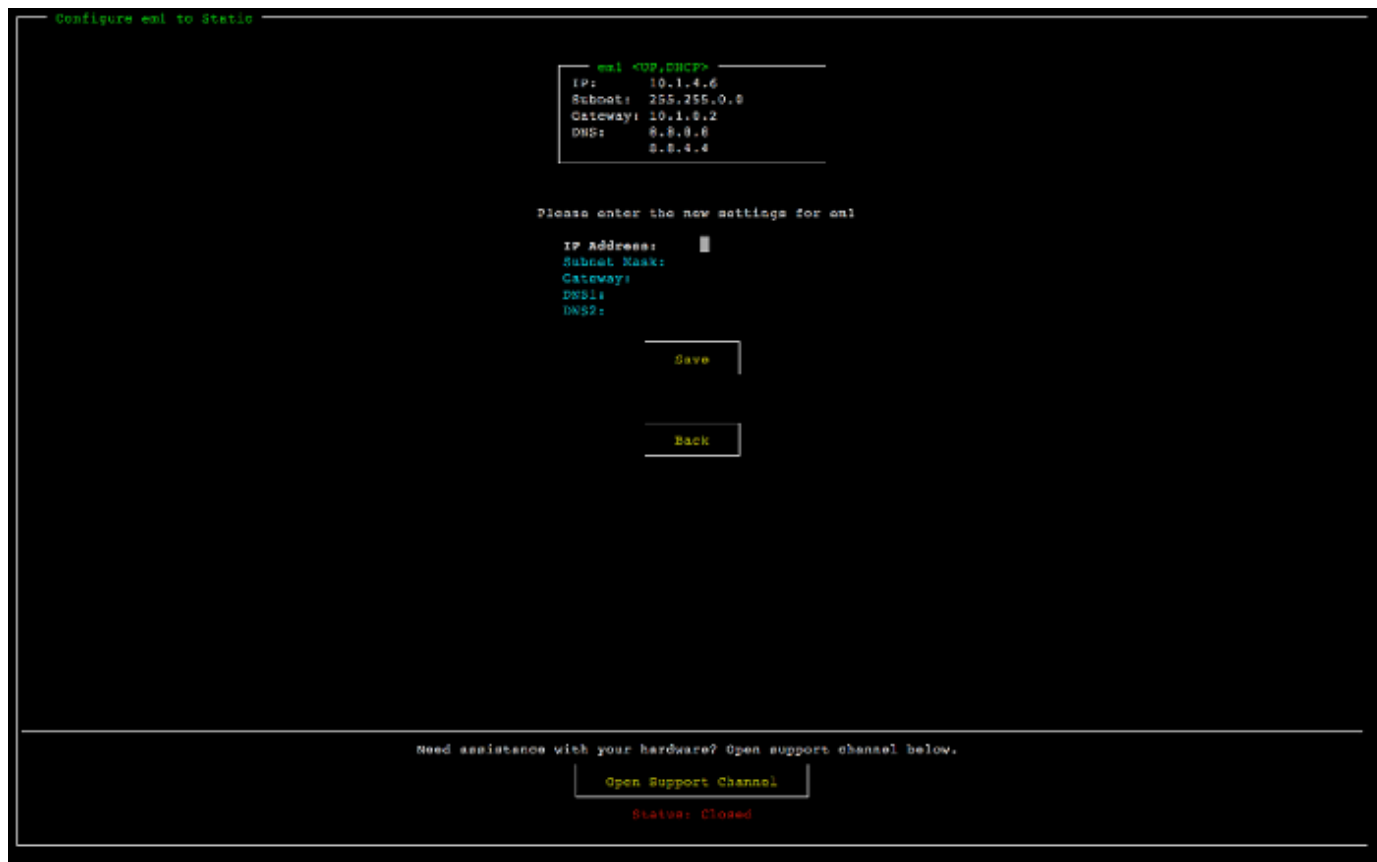 Configure em1 to Static
em1 <UP,DHCP>
IP: 10.1.4.6
Subnet: 255.255.0.0
Gateway: 10.1.0.2
DNS: 8.8.8.8
8.8.4.4
Please enter the new settings for em1
IP Address:
Subnet Mask:
Gateway:
DNS1:
DNS2:
Save
Back
Need assistance with your hardware? Open support channel below.
Open Support Channel
Status: Closed